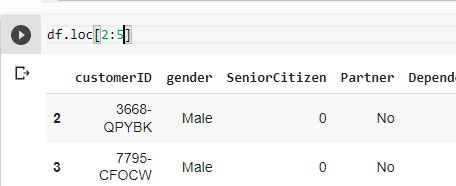 df.loc[2:5]
customerID gender SeniorCitizen Partner
2 3668-QPYBK Male 0 No
3 7795-CFOCW Male 0 No